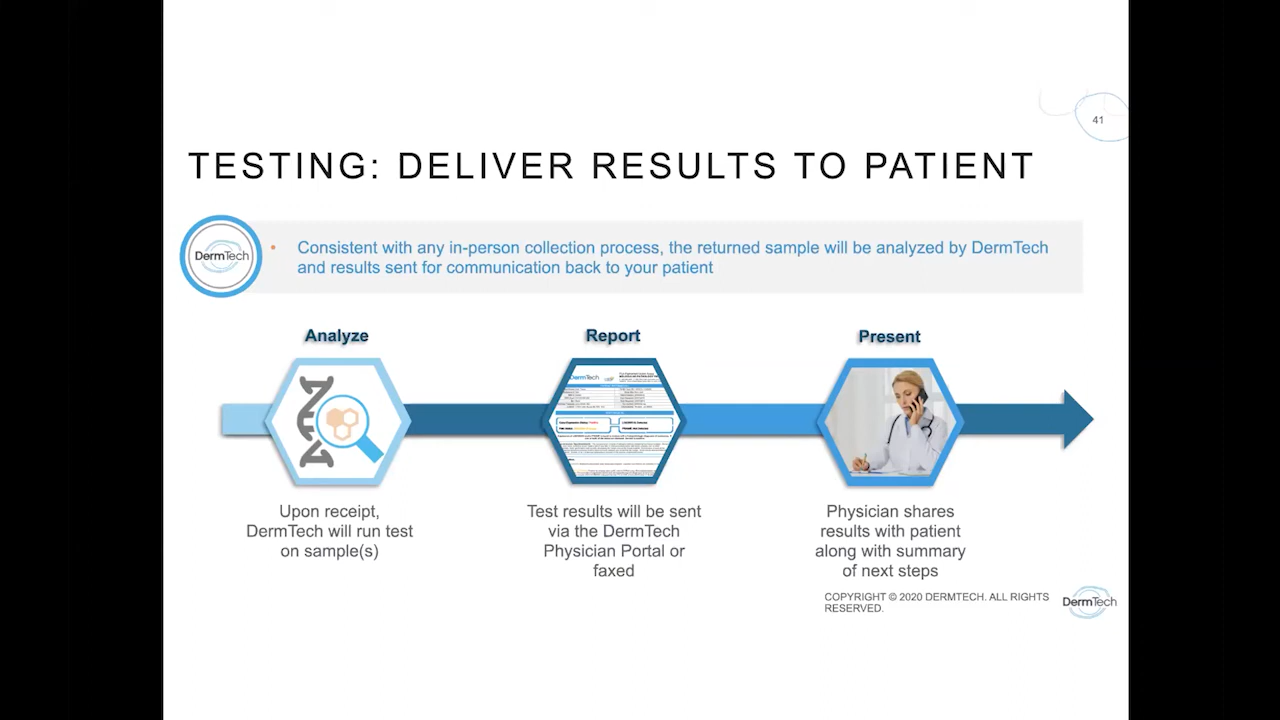 41
TESTING: DELIVER RESULTS TO PATIENT
DermTech
• Consistent with any in-person collection process, the returned sample will be analyzed by DermTech
and results sent for communication back to your patient
Analyze
Report
Present
DermTech
Upon receipt,
DermTech will run test
on sample(s)
Test results will be sent
via the DermTech
Physician Portal or
faxed
Physician shares
results with patient
along with summary
of next steps
COPYRIGHT © 2020 DERMTECH. ALL RIGHTS
RESERVED.
DermTech